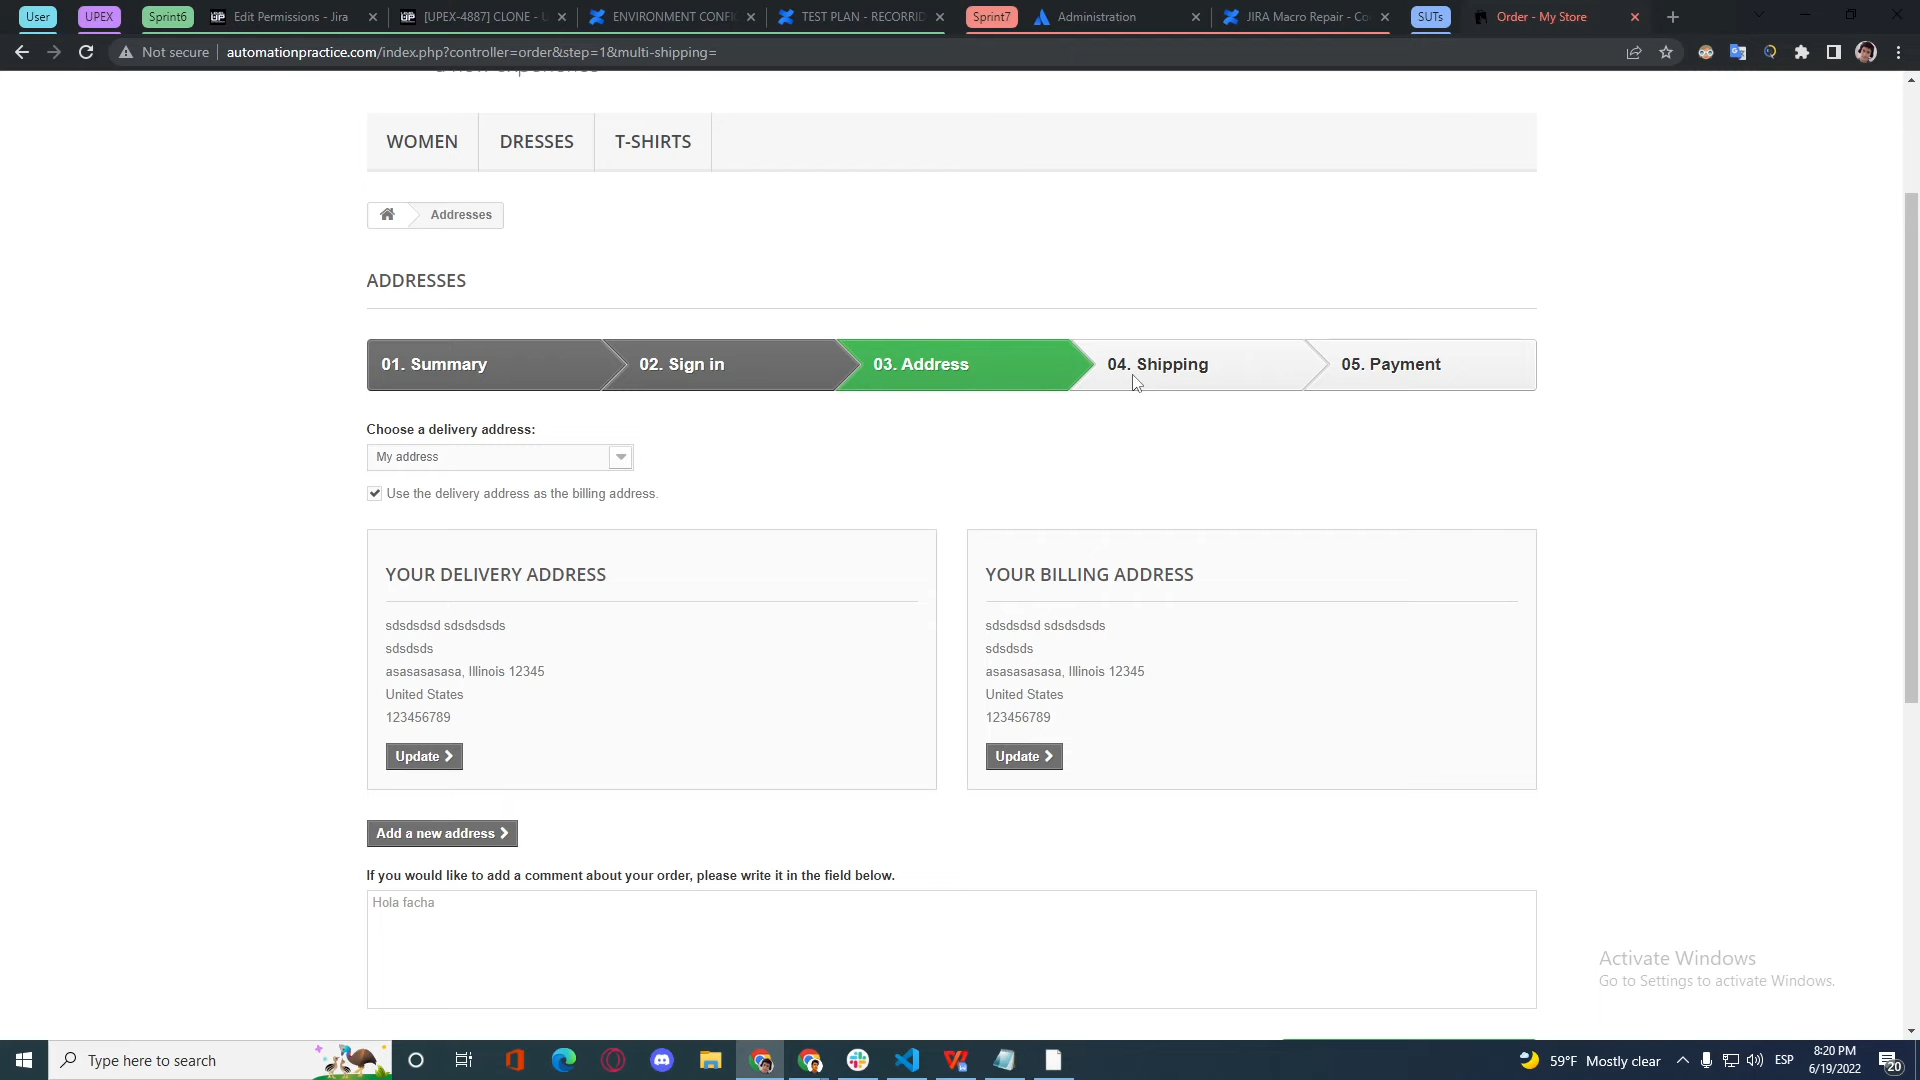 User
UPEX
Sprint6
Edit Permissions - Jira
[UPEX-4887] CLONE - U
ENVIRONMENT CONFI
TEST PLAN - RECORRID
Sprint7
Administration
JIRA Macro Repair - Co
SUTs
Order - My Store
Not secure
automationpractice.com/index.php?controller=order&step=1&multi-shipping=
WOMEN
DRESSES
T-SHIRTS
Addresses
ADDRESSES
01. Summary
02. Sign in
03. Address
04. Shipping
05. Payment
Choose a delivery address:
My address
Use the delivery address as the billing address.
YOUR DELIVERY ADDRESS
sdsdsdsd sdsdsdsds
sdsdsds
asasasasasa, Illinois 12345
United States
123456789
Update
YOUR BILLING ADDRESS
sdsdsdsd sdsdsdsds
sdsdsds
asasasasasa, Illinois 12345
United States
123456789
Update
Add a new address
If you would like to add a comment about your order, please write it in the field below.
Hola facha
Activate Windows
Go to Settings to activate Windows.
Type here to search
59°F Mostly clear
ESP
8:20 PM
6/19/2022
20